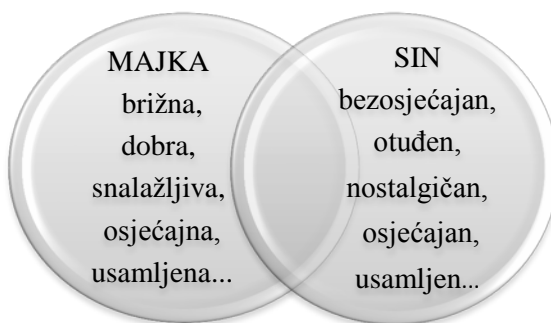 MAJKA
brižna,
dobra,
snalažljiva,
osjećajna,
usamljena...
SIN
bezosjećajan,
otuđen,
nostalgičan,
osjećajan,
usamljen...